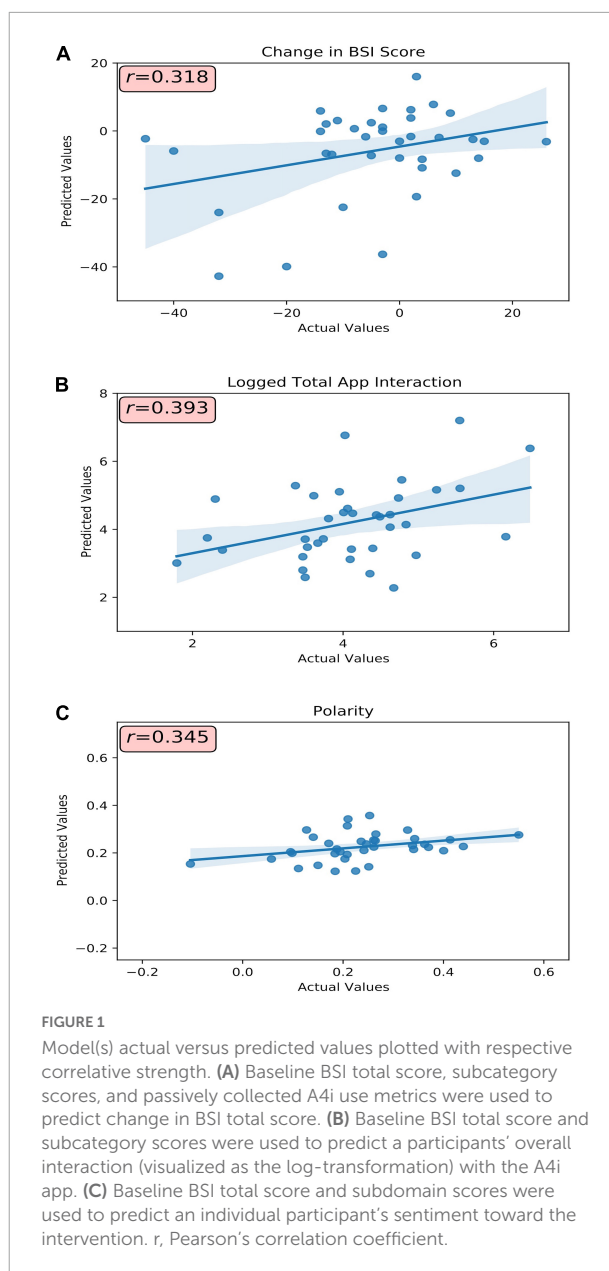 A
Change in BSI Score
r=0.318
20
0
−20
−40
Predicted Values
−40
−20
0
20
Actual Values
B
Logged Total App Interaction
r=0.393
8
6
4
2
Predicted Values
2
4
6
Actual Values
C
Polarity
r=0.345
0.6
0.4
0.2
0.0
−0.2
Predicted Values
−0.2
0.0
0.2
0.4
0.6
Actual Values
FIGURE 1
Model(s) actual versus predicted values plotted with respective
correlative strength. (A) Baseline BSI total score, subcategory
scores, and passively collected A4i use metrics were used to
predict change in BSI total score. (B) Baseline BSI total score and
subcategory scores were used to predict a participants’ overall
interaction (visualized as the log-transformation) with the A4i
app. (C) Baseline BSI total score and subdomain scores were
used to predict an individual participant’s sentiment toward the
intervention. r, Pearson’s correlation coefficient.